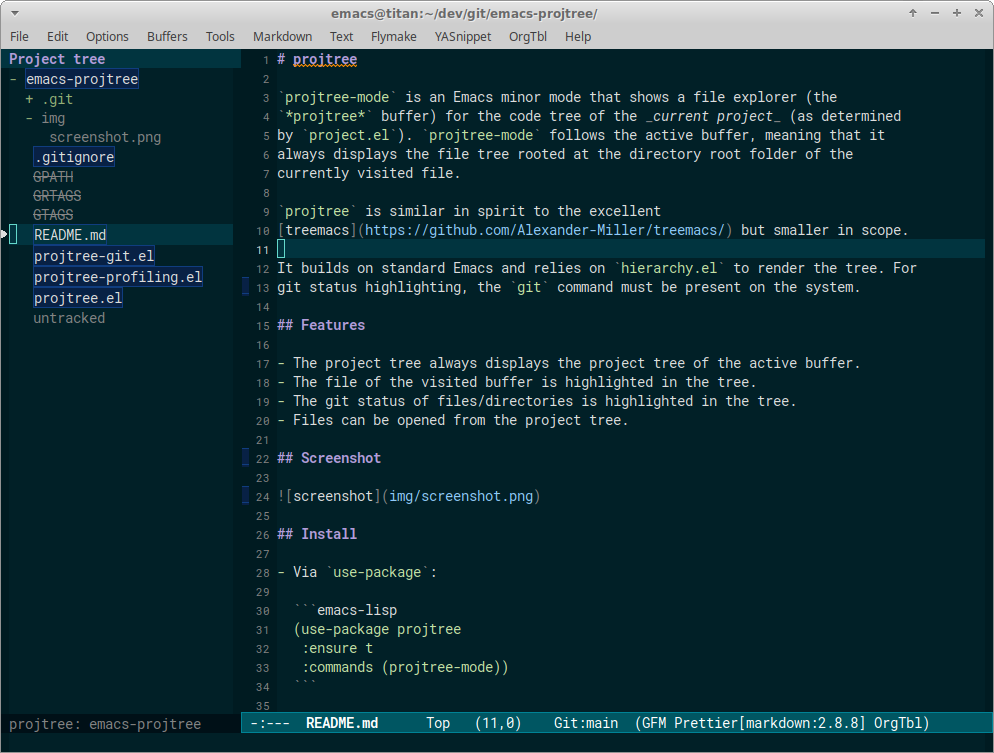 emacs@titan:~/dev/git/emacs-projtree/
File Edit Options Buffers Tools Markdown Text Flymake YASnippet OrgTbl Help
Project tree
- emacs-projtree
+ .git
- img
screenshot.png
.gitignore
GPATH
GRTAGS
GTAGS
README.md
projtree-git.el
projtree-profiling.el
projtree.el
untracked
projtree: emacs-projtree
1 # projtree
2
3 `projtree-mode` is an Emacs minor mode that shows a file explorer (the
4 `*projtree*` buffer) for the code tree of the _current project_ (as determined
5 by `project.el`). `projtree-mode` follows the active buffer, meaning that it
6 always displays the file tree rooted at the directory root folder of the
7 currently visited file.
8
9 `projtree` is similar in spirit to the excellent
10 [treemacs](https://github.com/Alexander-Miller/treemacs/) but smaller in scope.
11
12 It builds on standard Emacs and relies on `hierarchy.el` to render the tree. For
13 git status highlighting, the `git` command must be present on the system.
14
15 ## Features
16
17 - The project tree always displays the project tree of the active buffer.
18 - The file of the visited buffer is highlighted in the tree.
19 - The git status of files/directories is highlighted in the tree.
20 - Files can be opened from the project tree.
21
22 ## Screenshot
23
24 ![screenshot](img/screenshot.png)
25
26 ## Install
27
28 - Via `use-package`:
29
30 ```emacs-lisp
31 (use-package projtree
32 :ensure t
33 :commands (projtree-mode))
34 ```
35
-:--- README.md Top (11,0) Git:main (GFM Prettier[markdown:2.8.8] OrgTbl)